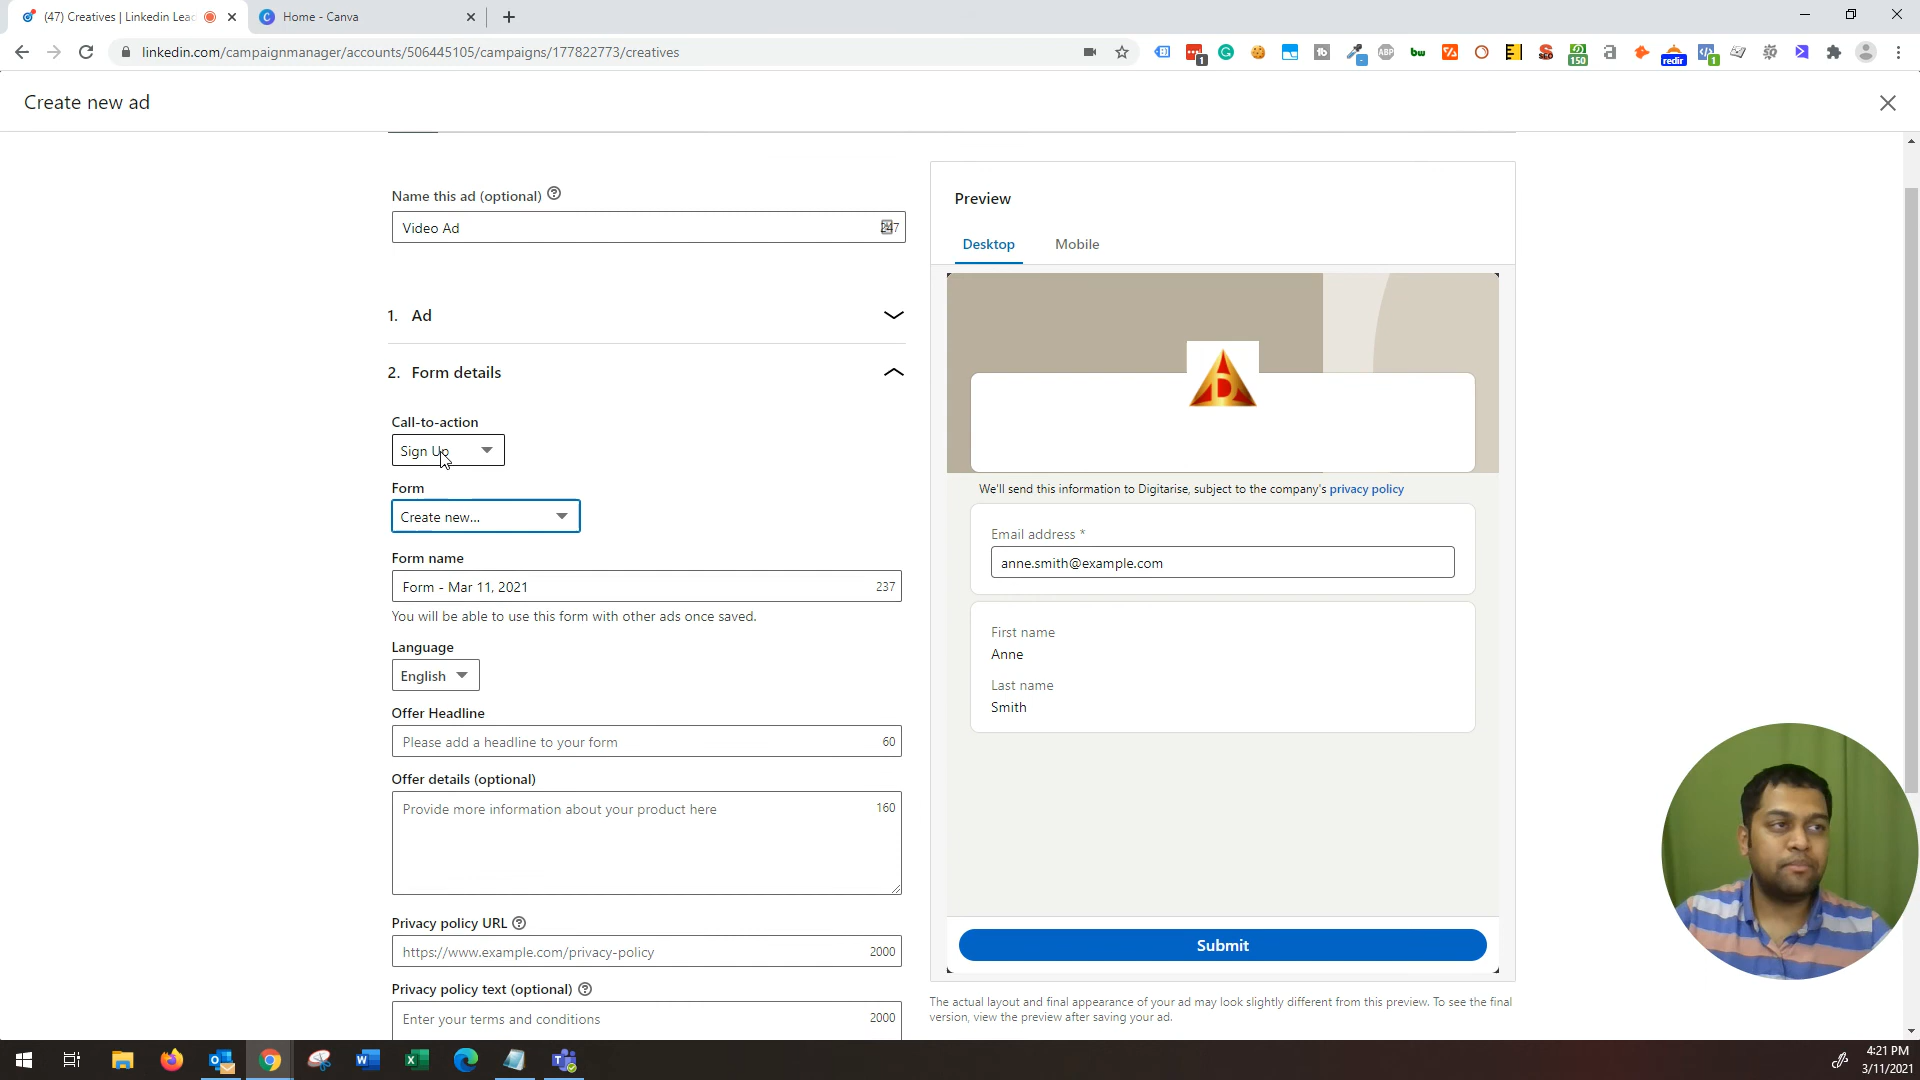 (47) Creatives | Linkedin Lea
Home - Canva
linkedin.com/campaignmanager/accounts/506445105/campaigns/177822773/creatives
Create new ad
Name this ad (optional)
Video Ad
247
1. Ad
2. Form details
Call-to-action
Sign Up
Form
Create new...
Form name
Form - Mar 11, 2021
237
You will be able to use this form with other ads once saved.
Language
English
Offer Headline
Please add a headline to your form
60
Offer details (optional)
Provide more information about your product here
160
Privacy policy URL
https://www.example.com/privacy-policy
2000
Privacy policy text (optional)
Enter your terms and conditions
2000
Preview
Desktop
Mobile
D
We'll send this information to Digitarise, subject to the company's privacy policy
Email address *
anne.smith@example.com
First name
Anne
Last name
Smith
Submit
The actual layout and final appearance of your ad may look slightly different from this preview. To see the final
version, view the preview after saving your ad.
4:21 PM
3/11/2021